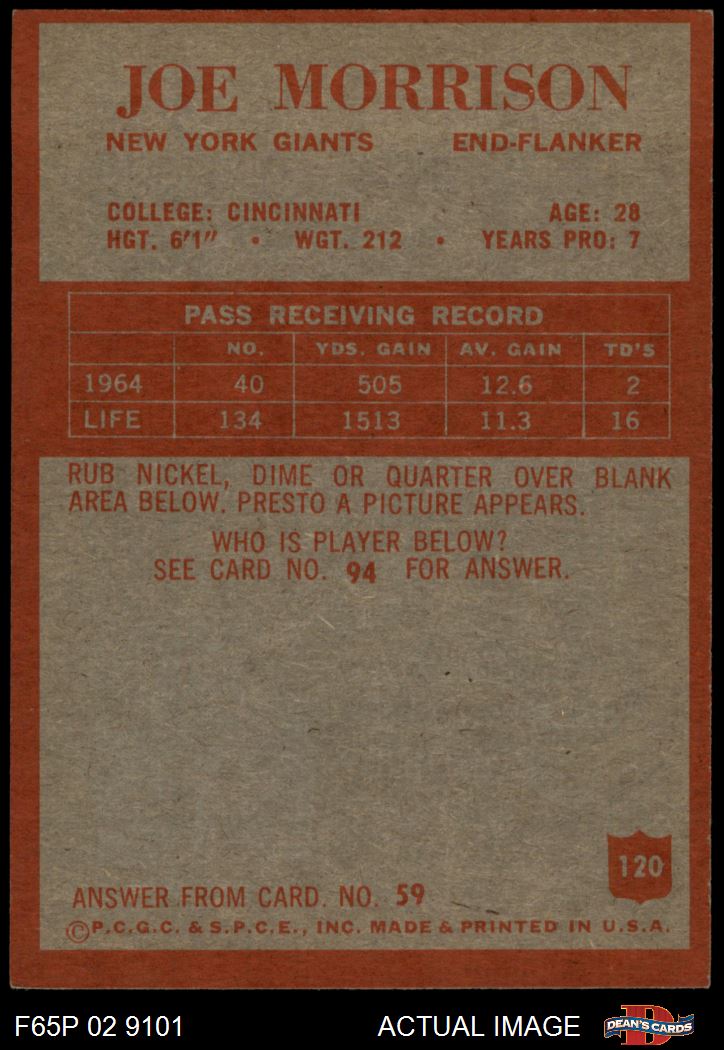 JOE MORRISON
NEW YORK GIANTS END-FLANKER
COLLEGE: CINCINNATI AGE: 28
HGT. 6'1" • WGT. 212 • YEARS PRO: 7
PASS RECEIVING RECORD
NO. YDS. GAIN AV. GAIN TD'S
1964 40 505 12.6 2
LIFE 134 1513 11.3 16
RUB NICKEL, DIME OR QUARTER OVER BLANK
AREA BELOW. PRESTO A PICTURE APPEARS.
WHO IS PLAYER BELOW?
SEE CARD NO. 94 FOR ANSWER.
120
ANSWER FROM CARD. NO. 59
©P.C.G.C. & S.P.C.E., INC. MADE & PRINTED IN U.S.A.
F65P 02 9101 ACTUAL IMAGE D DEAN'S CARDS